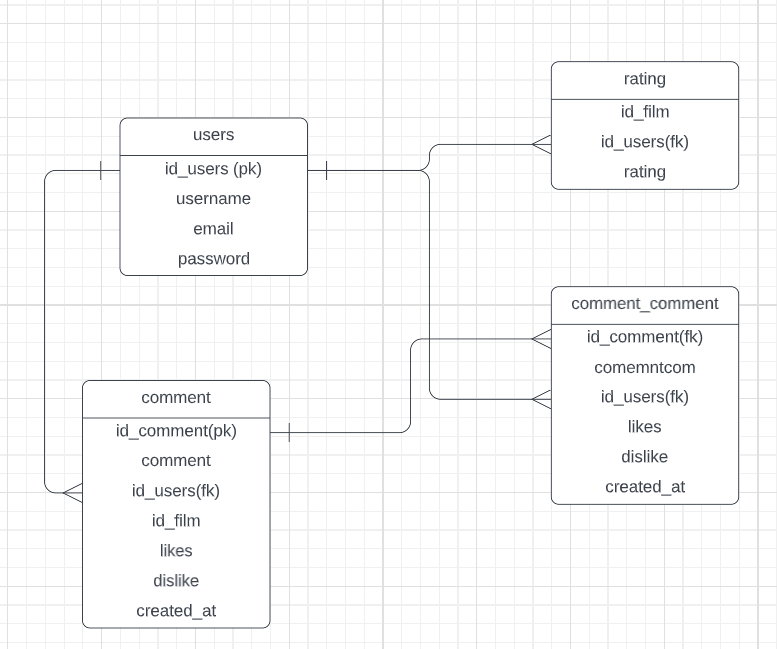 users
id_users (pk)
username
email
password
rating
id_film
id_users(fk)
rating
comment
id_comment(pk)
comment
id_users(fk)
id_film
likes
dislike
created_at
comment_comment
id_comment(fk)
comemntcom
id_users(fk)
likes
dislike
created_at